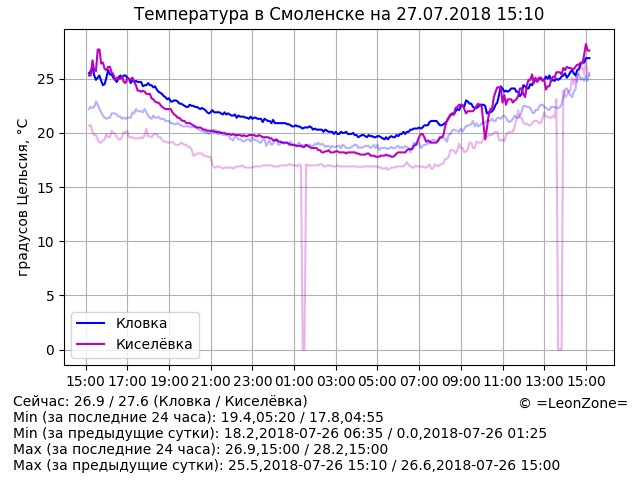 Температура в Смоленске на 27.07.2018 15:10
градусов Цельсия, °C
25
20
15
10
5
0
Кловка
Киселёвка
15:00 17:00 19:00 21:00 23:00 01:00 03:00 05:00 07:00 09:00 11:00 13:00 15:00
Сейчас: 26.9 / 27.6 (Кловка / Киселёвка)
© =LeonZone=
Min (за последние 24 часа): 19.4,05:20 / 17.8,04:55
Min (за предыдущие сутки): 18.2,2018-07-26 06:35 / 0.0,2018-07-26 01:25
Max (за последние 24 часа): 26.9,15:00 / 28.2,15:00
Max (за предыдущие сутки): 25.5,2018-07-26 15:10 / 26.6,2018-07-26 15:00